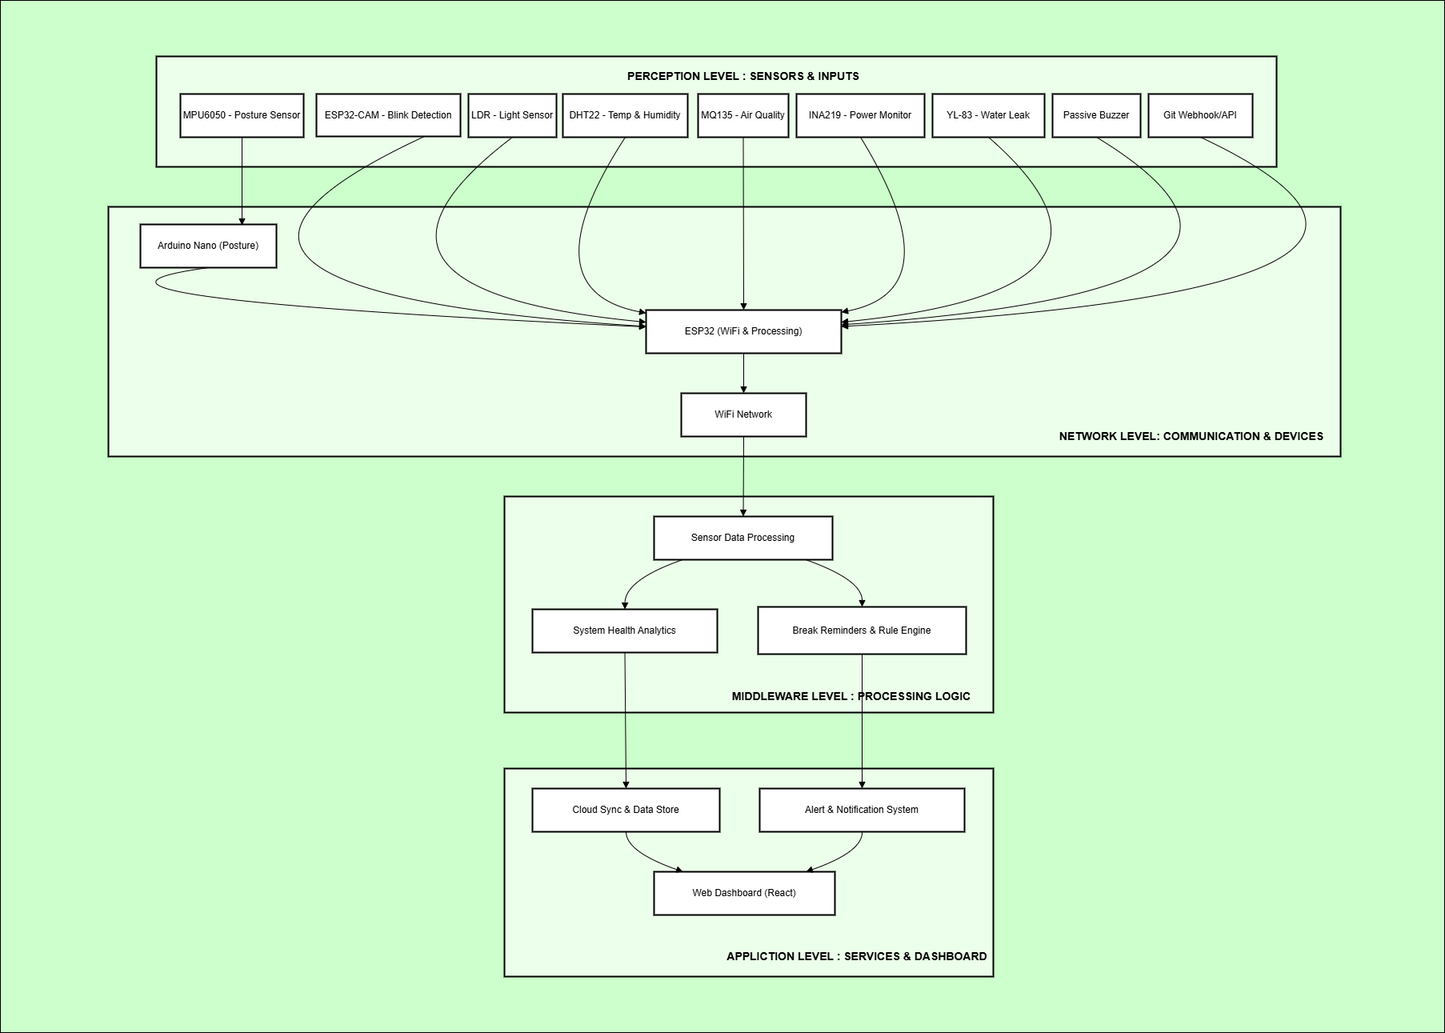 PERCEPTION LEVEL : SENSORS & INPUTS
MPU6050 - Posture Sensor
ESP32-CAM - Blink Detection
LDR - Light Sensor
DHT22 - Temp & Humidity
MQ135 - Air Quality
INA219 - Power Monitor
YL-83 - Water Leak
Passive Buzzer
Git Webhook/API
Arduino Nano (Posture)
ESP32 (WiFi & Processing)
WiFi Network
NETWORK LEVEL: COMMUNICATION & DEVICES
Sensor Data Processing
System Health Analytics
Break Reminders & Rule Engine
MIDDLEWARE LEVEL : PROCESSING LOGIC
Cloud Sync & Data Store
Alert & Notification System
Web Dashboard (React)
APPLICTION LEVEL : SERVICES & DASHBOARD